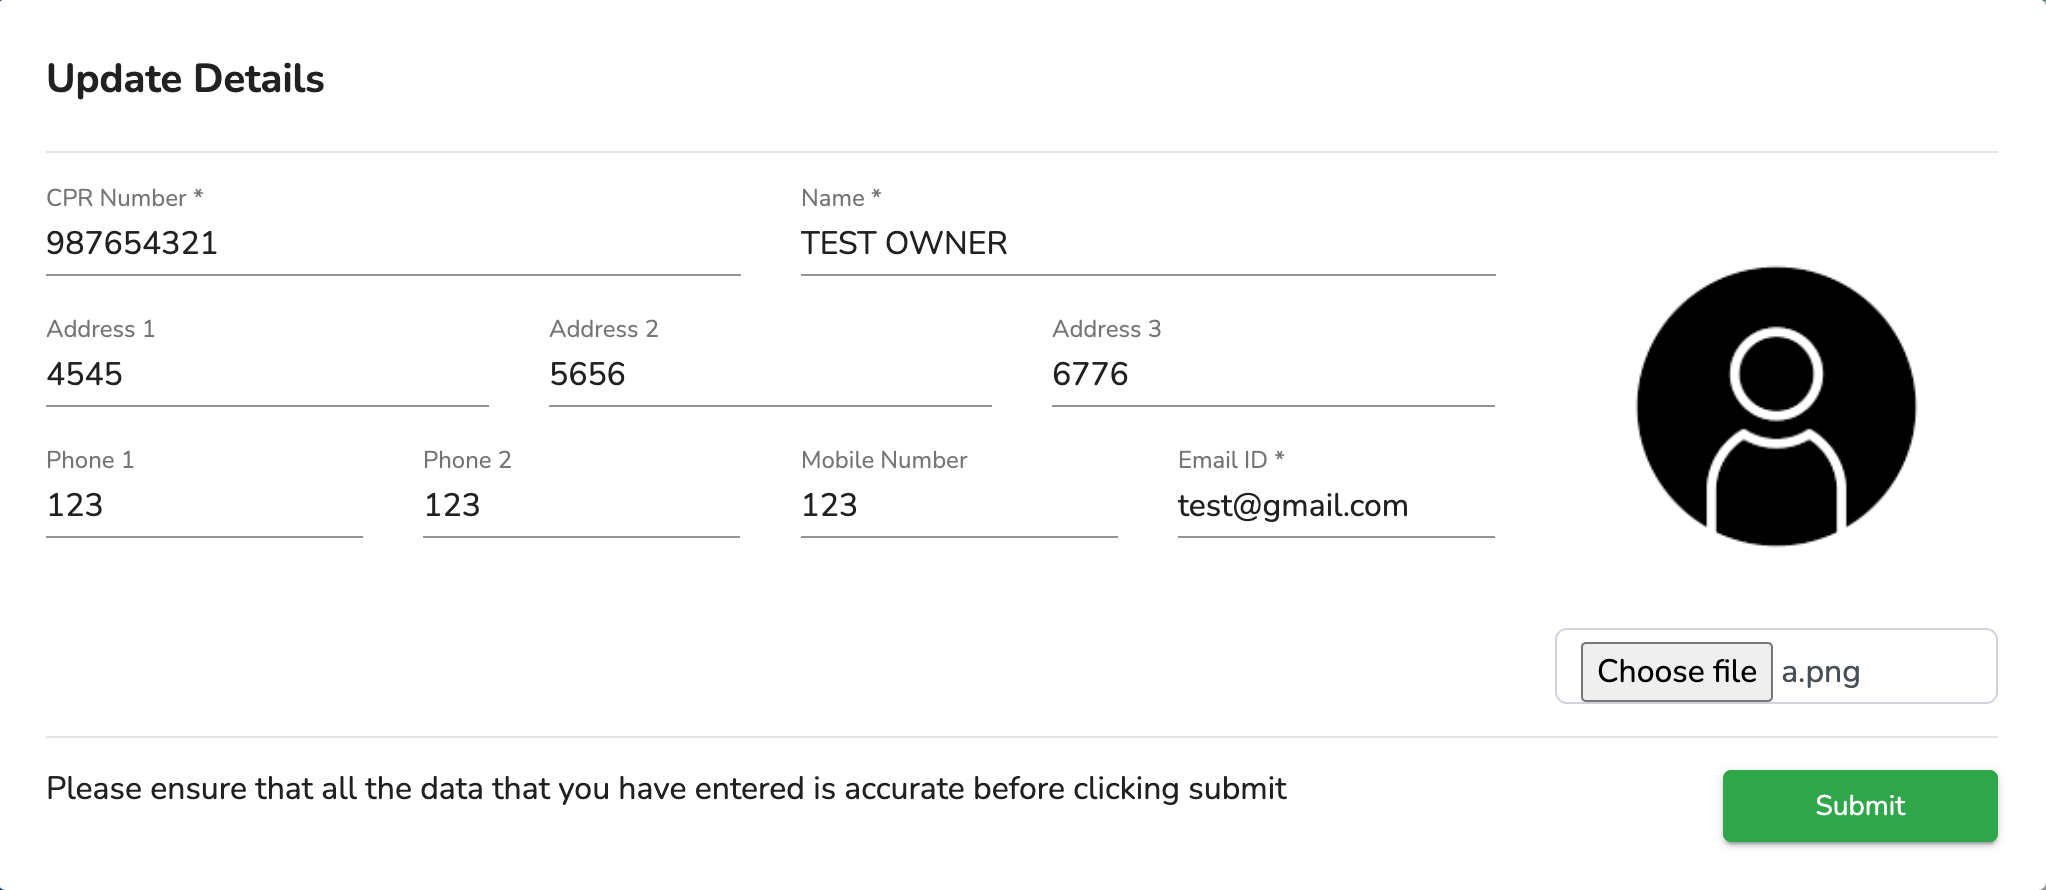 Update Details
CPR Number *
Name *
987654321
TEST OWNER
Address 1
Address 2
Address 3
4545
5656
6776
Phone 1
Phone 2
Mobile Number
Email ID *
123
123
123
test@gmail.com
Choose file a.png
Please ensure that all the data that you have entered is accurate before clicking submit
Submit